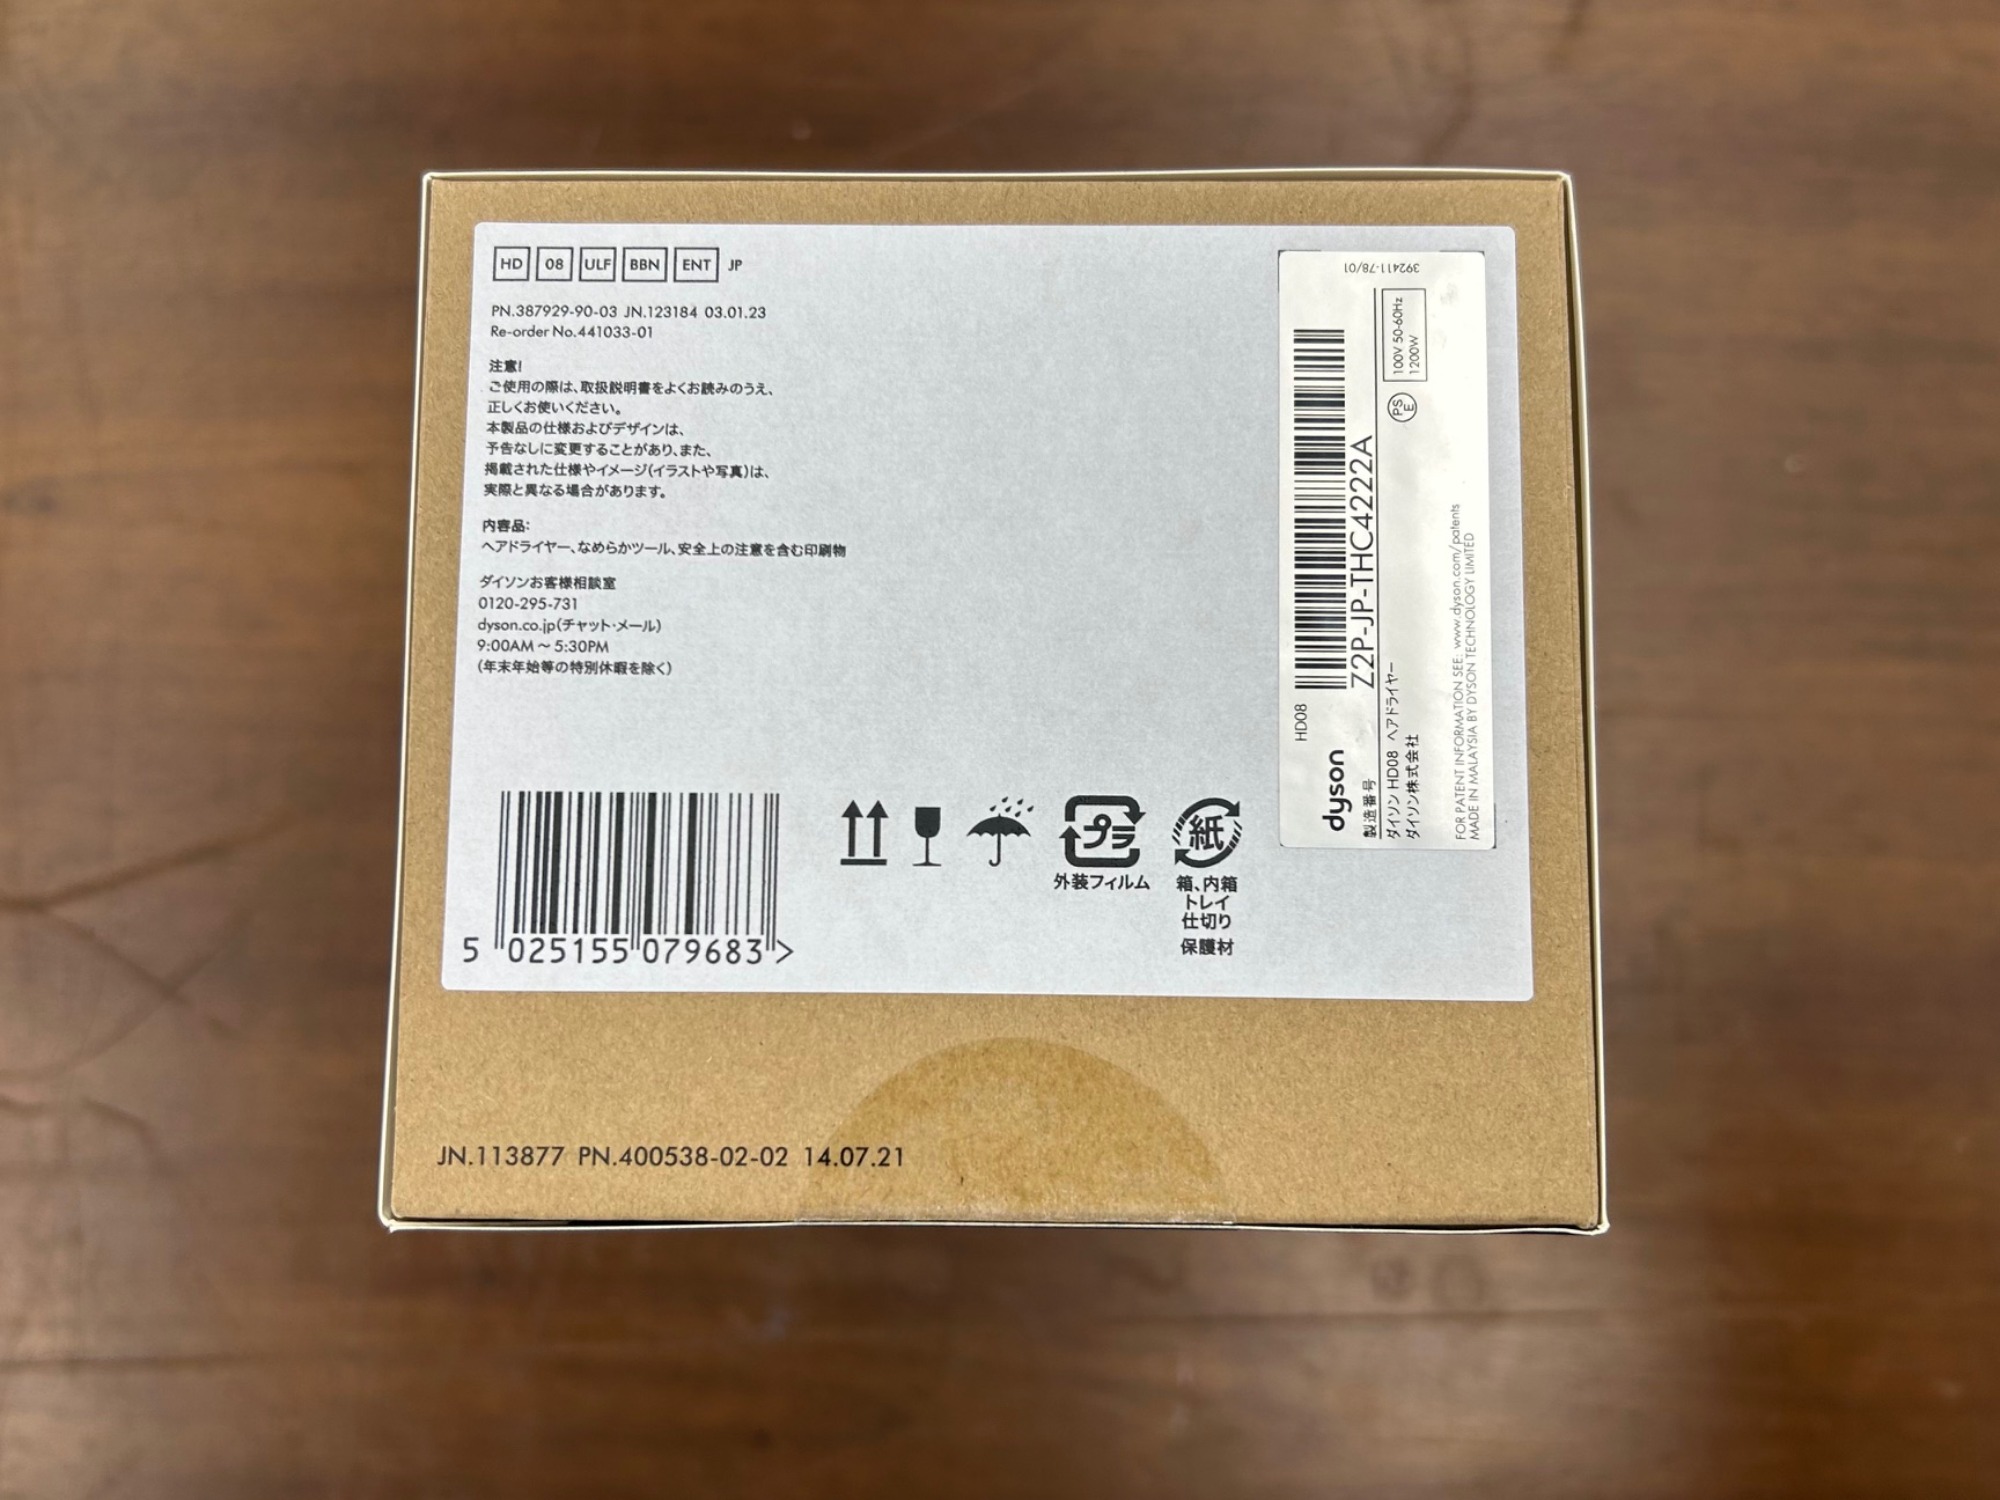 HD 08 ULF BBN ENT JP
PN.387929-90-03 JN.123184 03.01.23
Re-order No.441033-01
注意!
ご使用の際は、取扱説明書をよくお読みのうえ、
正しくお使いください。
本製品の仕様およびデザインは、
予告なしに変更することがあり、また、
掲載された仕様やイメージ(イラストや写真)は、
実際と異なる場合があります。
内容品:
ヘアドライヤー、なめらかツール、安全上の注意を含む印刷物
ダイソンお客様相談室
0120-295-731
dyson.co.jp(チャット・メール)
9:00AM ~ 5:30PM
(年末年始等の特別休暇を除く)
5 025155 079683 >
プラ
外装フィルム
紙
箱、内箱
トレイ
仕切り
保護材
392411-78/01
HD08
dyson
Z2P-JP-THC4222A
製造番号
ダイソン HD08 ヘアドライヤー
ダイソン株式会社
PS
E
100V 50-60Hz
1200W
FOR PATENT INFORMATION SEE: www.dyson.com/patents
MADE IN MALAYSIA BY DYSON TECHNOLOGY LIMITED
JN.113877 PN.400538-02-02 14.07.21